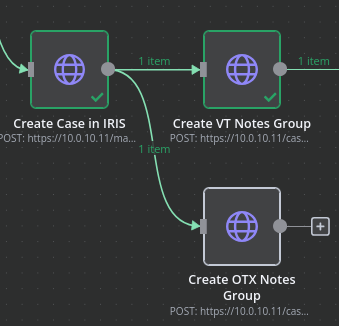 1 item
1 item
Create Case in IRIS
POST: https://10.0.10.11/ma...
Create VT Notes Group
POST: https://10.0.10.11/cas...
1 item
Create OTX Notes
Group
POST: https://10.0.10.11/cas...